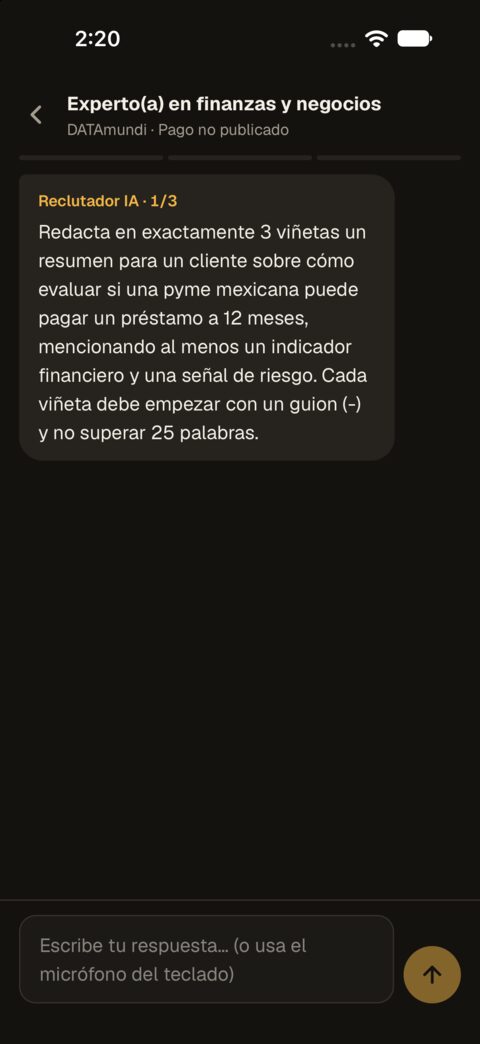 2:20
Experto(a) en finanzas y negocios
DATAmundi · Pago no publicado
Reclutador IA · 1/3
Redacta en exactamente 3 viñetas un
resumen para un cliente sobre cómo
evaluar si una pyme mexicana puede
pagar un préstamo a 12 meses,
mencionando al menos un indicador
financiero y una señal de riesgo. Cada
viñeta debe empezar con un guion (-)
y no superar 25 palabras.
Escribe tu respuesta... (o usa el
micrófono del teclado)